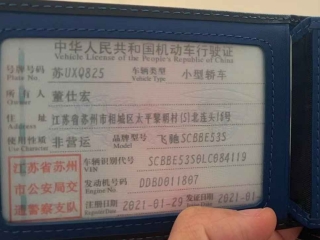 中华人民共和国机动车行驶证
Vehicle License of the People's Republic of China
号牌号码 苏UXQ825 车辆类型 小型轿车
Plate No. Vehicle Type
所有人 董仕宏
Owner
住址 江苏省苏州市相城区太平黎明村(5)北连头16号
Address
使用性质 非营运 品牌型号 飞驰SCBBE53S
Use Character Model
江苏省苏州市公安局交通警察支队
车辆识别代号 SCBBE53S0LC084119
VIN
发动机号码 DDBD011807
Engine No.
注册日期 2021-01-29 发证日期 2021-01
Register Date Issue Date